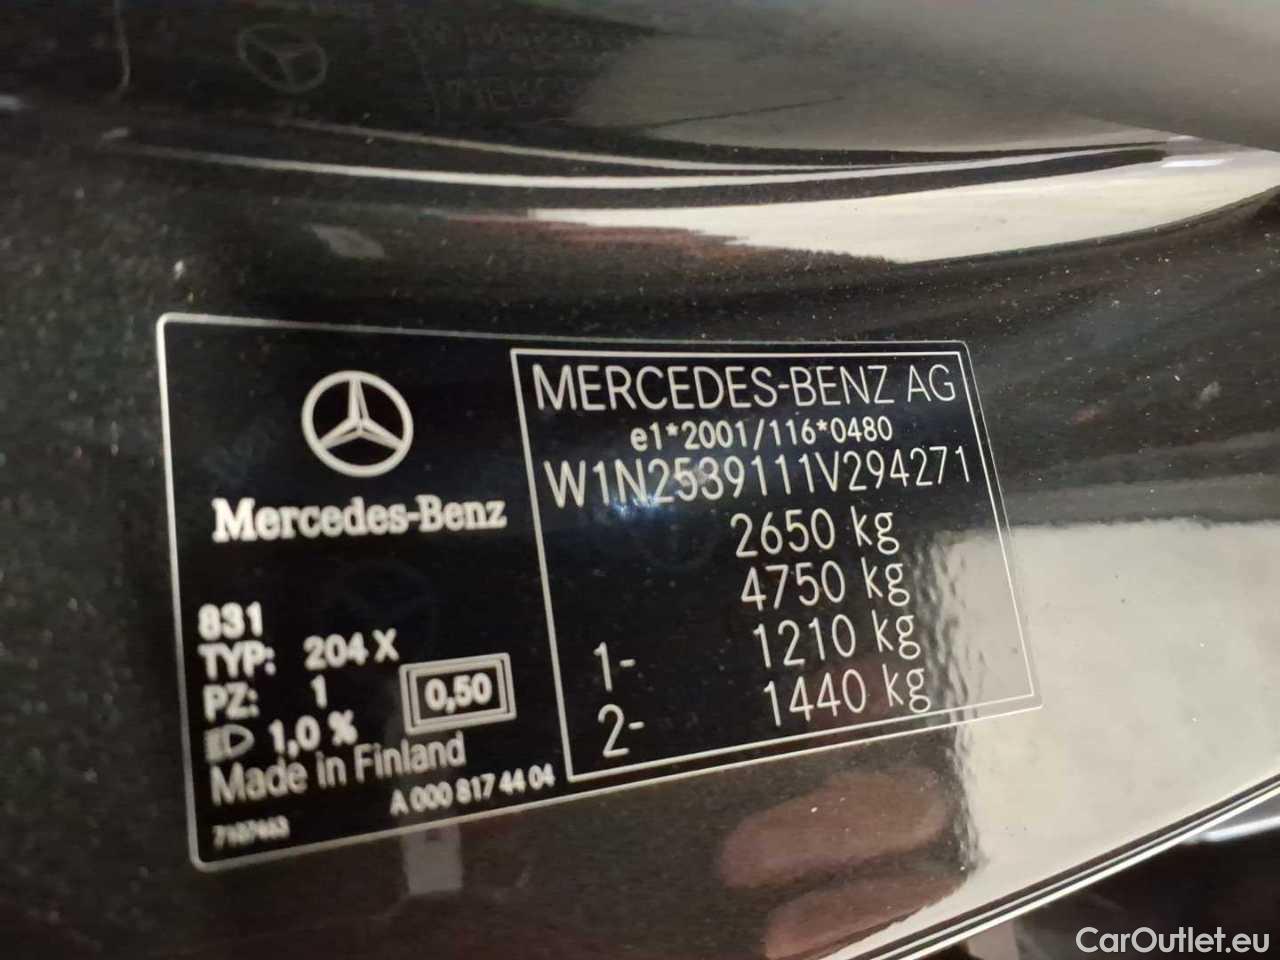 Mercedes-Benz
831
TYP: 204 X
PZ: 1
1,0 %
0,50
Made in Finland
A 000 817 44 04
MERCEDES-BENZ AG
e1*2001/116*0480
W1N2539111V294271
2650 kg
4750 kg
1- 1210 kg
2- 1440 kg
CarOutlet.eu